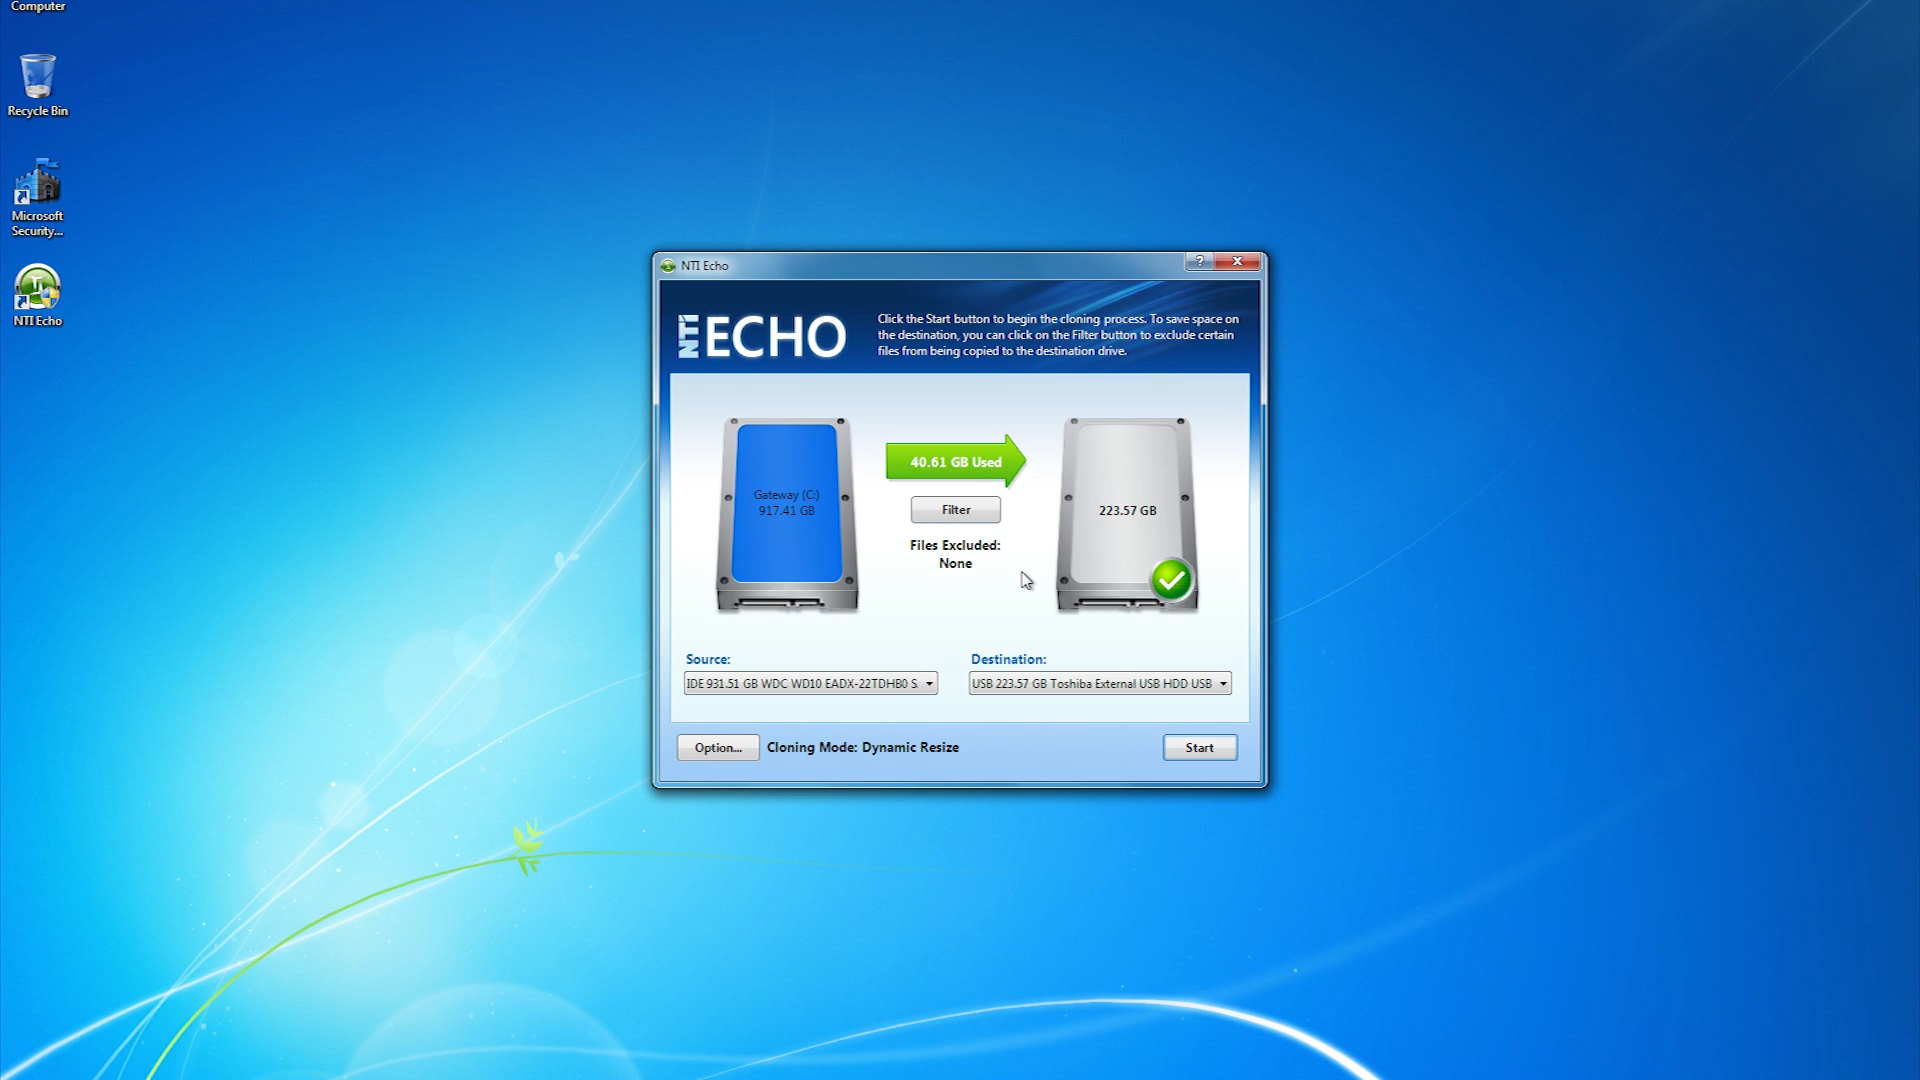 Computer
Recycle Bin
Microsoft
Security...
NTI Echo
NTI Echo
?
X
NTI ECHO
Click the Start button to begin the cloning process. To save space on
the destination, you can click on the Filter button to exclude certain
files from being copied to the destination drive.
Gateway (C:)
917.41 GB
40.61 GB Used
Filter
Files Excluded:
None
223.57 GB
Source:
IDE 931.51 GB WDC WD10 EADX-22TDHB0 S
Destination:
USB 223.57 GB Toshiba External USB HDD USB
Option...
Cloning Mode: Dynamic Resize
Start